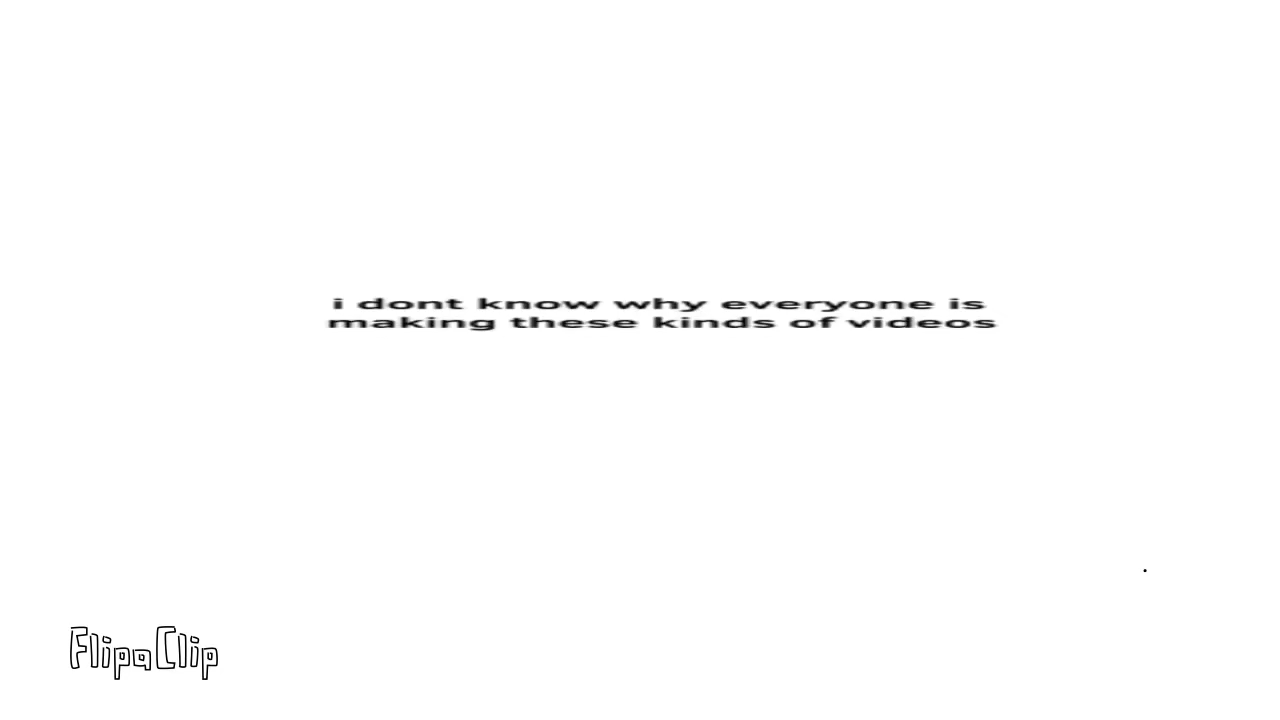 i dont know why everyone is
making these kinds of videos
FlipaClip